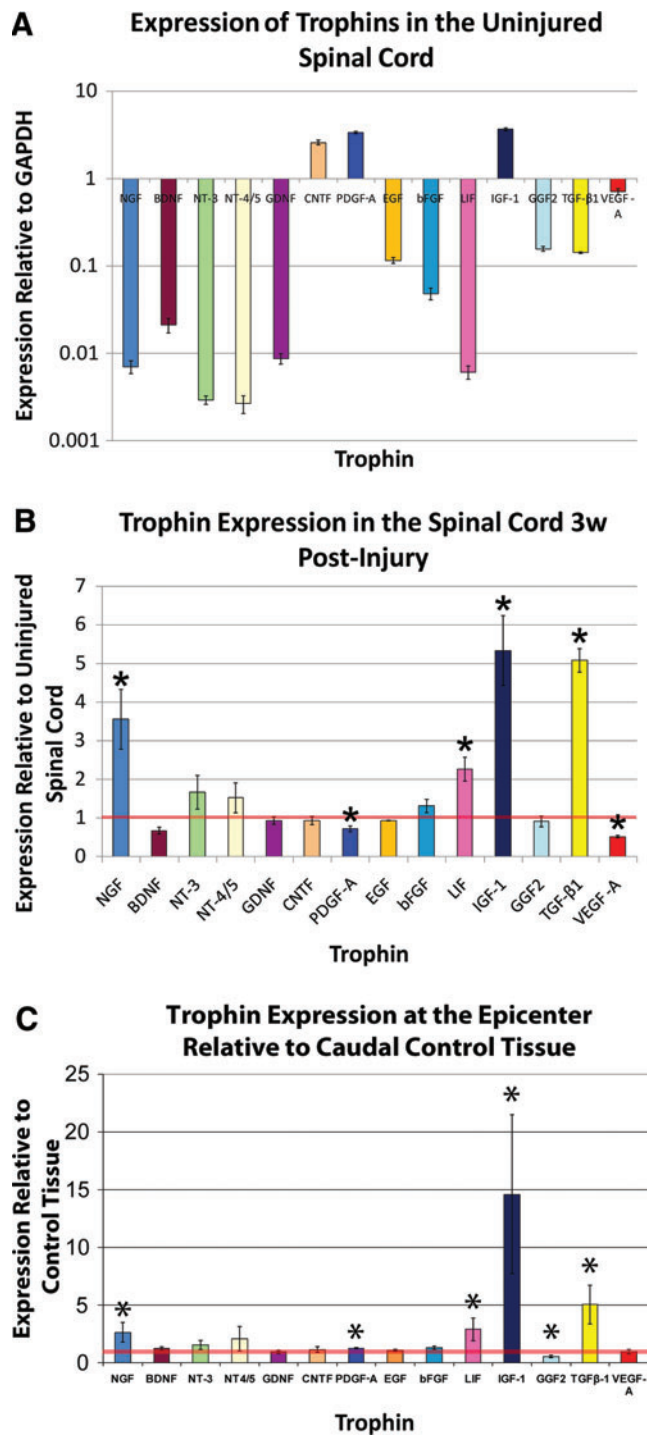 A
Expression of Trophins in the Uninjured
Spinal Cord
Expression Relative to GAPDH
10
1
0.1
0.01
0.001
NGF BDNF NT-3 NT-4/5 GDNF CNTF PDGF-A EGF bFGF LIF IGF-1 GGF2 TGF-β1 VEGF-
A
Trophin
B
Trophin Expression in the Spinal Cord 3w
Post-Injury
Expression Relative to Uninjured
Spinal Cord
7
6
5
4
3
2
1
0
* * * * * *
NGF BDNF NT-3 NT-4/5 GDNF CNTF PDGF-A EGF bFGF LIF IGF-1 GGF2 TGF-β1 VEGF-A
Trophin
C
Trophin Expression at the Epicenter
Relative to Caudal Control Tissue
Expression Relative to
Control Tissue
25
20
15
10
5
0
* * * * * *
NGF BDNF NT-3 NT4/5 GDNF CNTF PDGF-A EGF bFGF LIF IGF-1 GGF2 TGFβ-1 VEGF-
A
Trophin